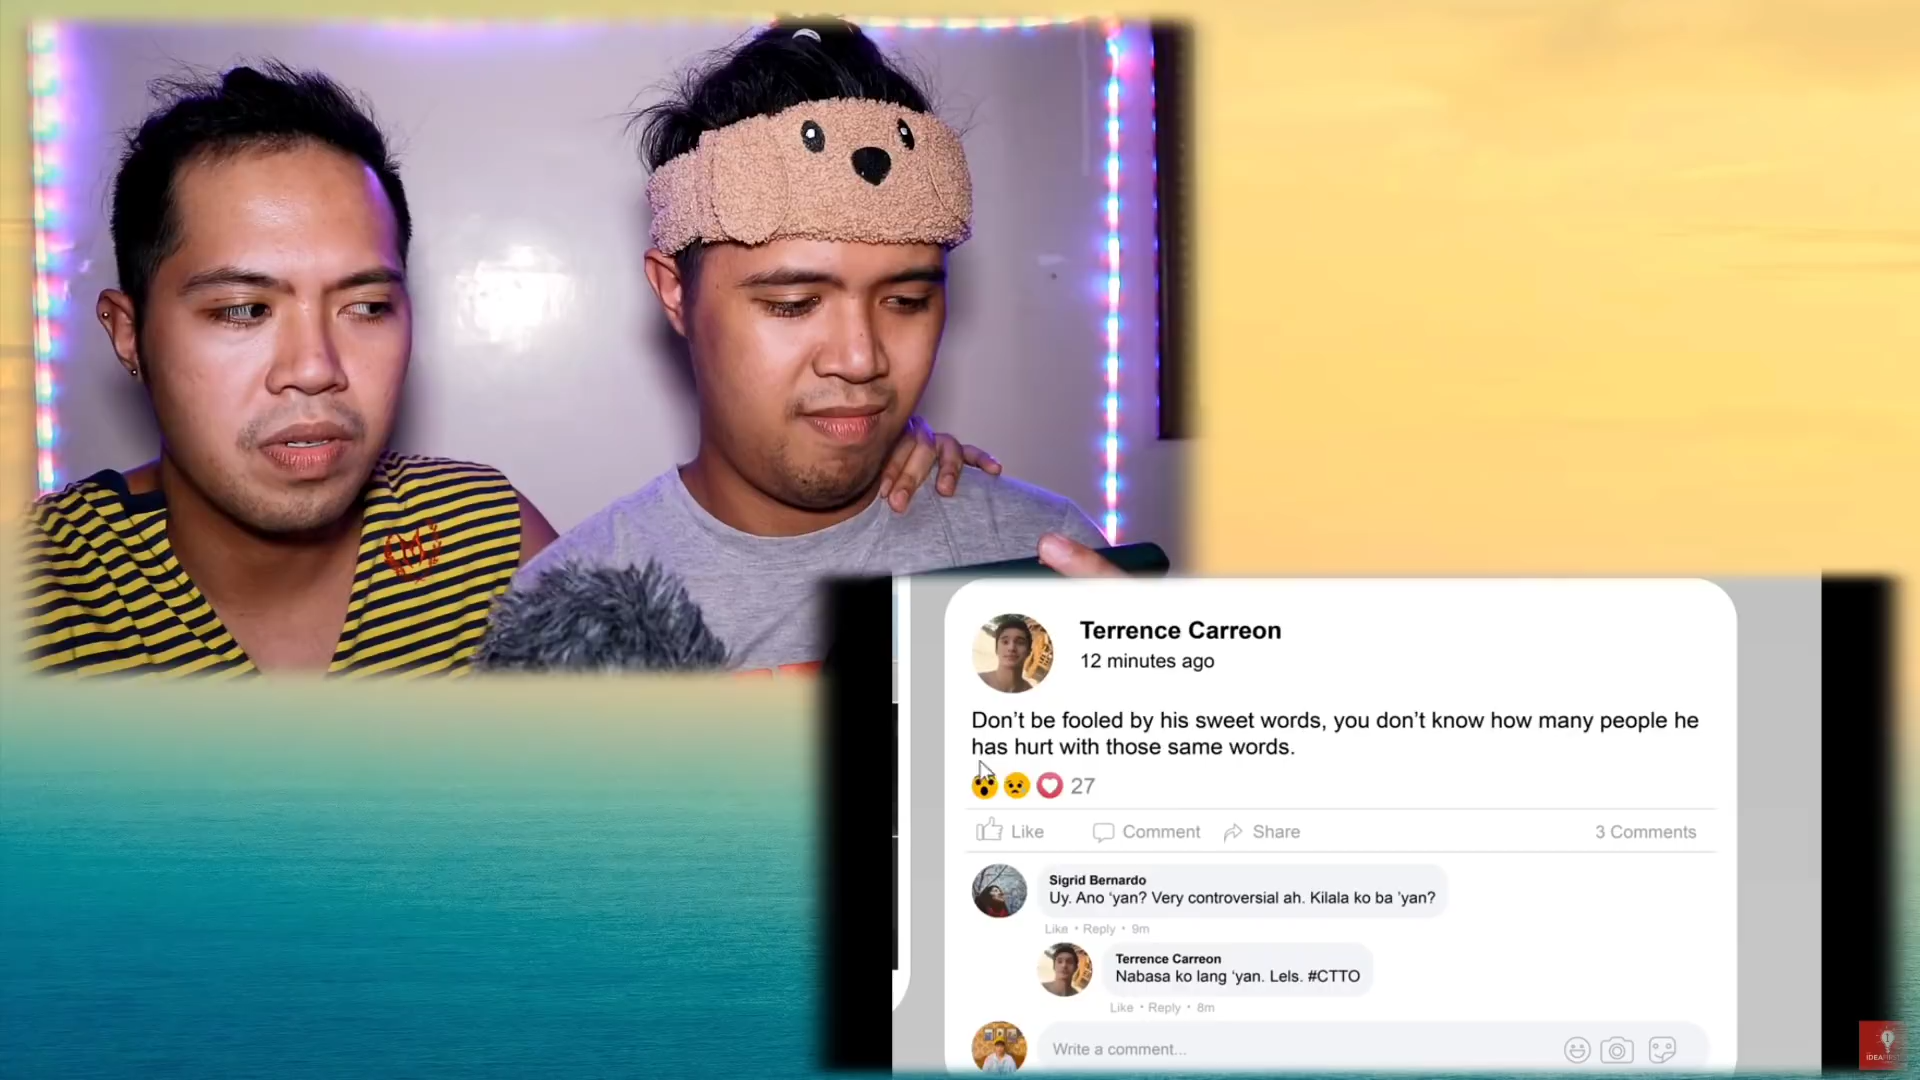 Terrence Carreon
12 minutes ago
Don’t be fooled by his sweet words, you don’t know how many people he
has hurt with those same words.
27
Like Comment Share 3 Comments
Sigrid Bernardo
Uy. Ano ‘yan? Very controversial ah. Kilala ko ba ’yan?
Like • Reply • 9m
Terrence Carreon
Nabasa ko lang ‘yan. Lels. #CTTO
Like • Reply • 8m
Write a comment...